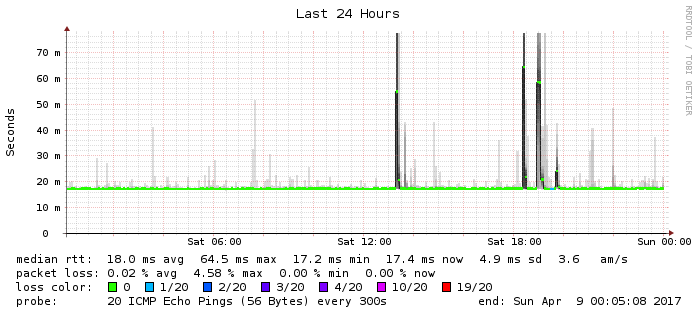 Last 24 Hours
RRDTOOL / TOBI OETIKER
Seconds
70 m
60 m
50 m
40 m
30 m
20 m
10 m
0
Sat 06:00 Sat 12:00 Sat 18:00 Sun 00:00
median rtt: 18.0 ms avg 64.5 ms max 17.2 ms min 17.4 ms now 4.9 ms sd 3.6 am/s
packet loss: 0.02 % avg 4.58 % max 0.00 % min 0.00 % now
loss color: 0 1/20 2/20 3/20 4/20 10/20 19/20
probe: 20 ICMP Echo Pings (56 Bytes) every 300s end: Sun Apr 9 00:05:08 2017